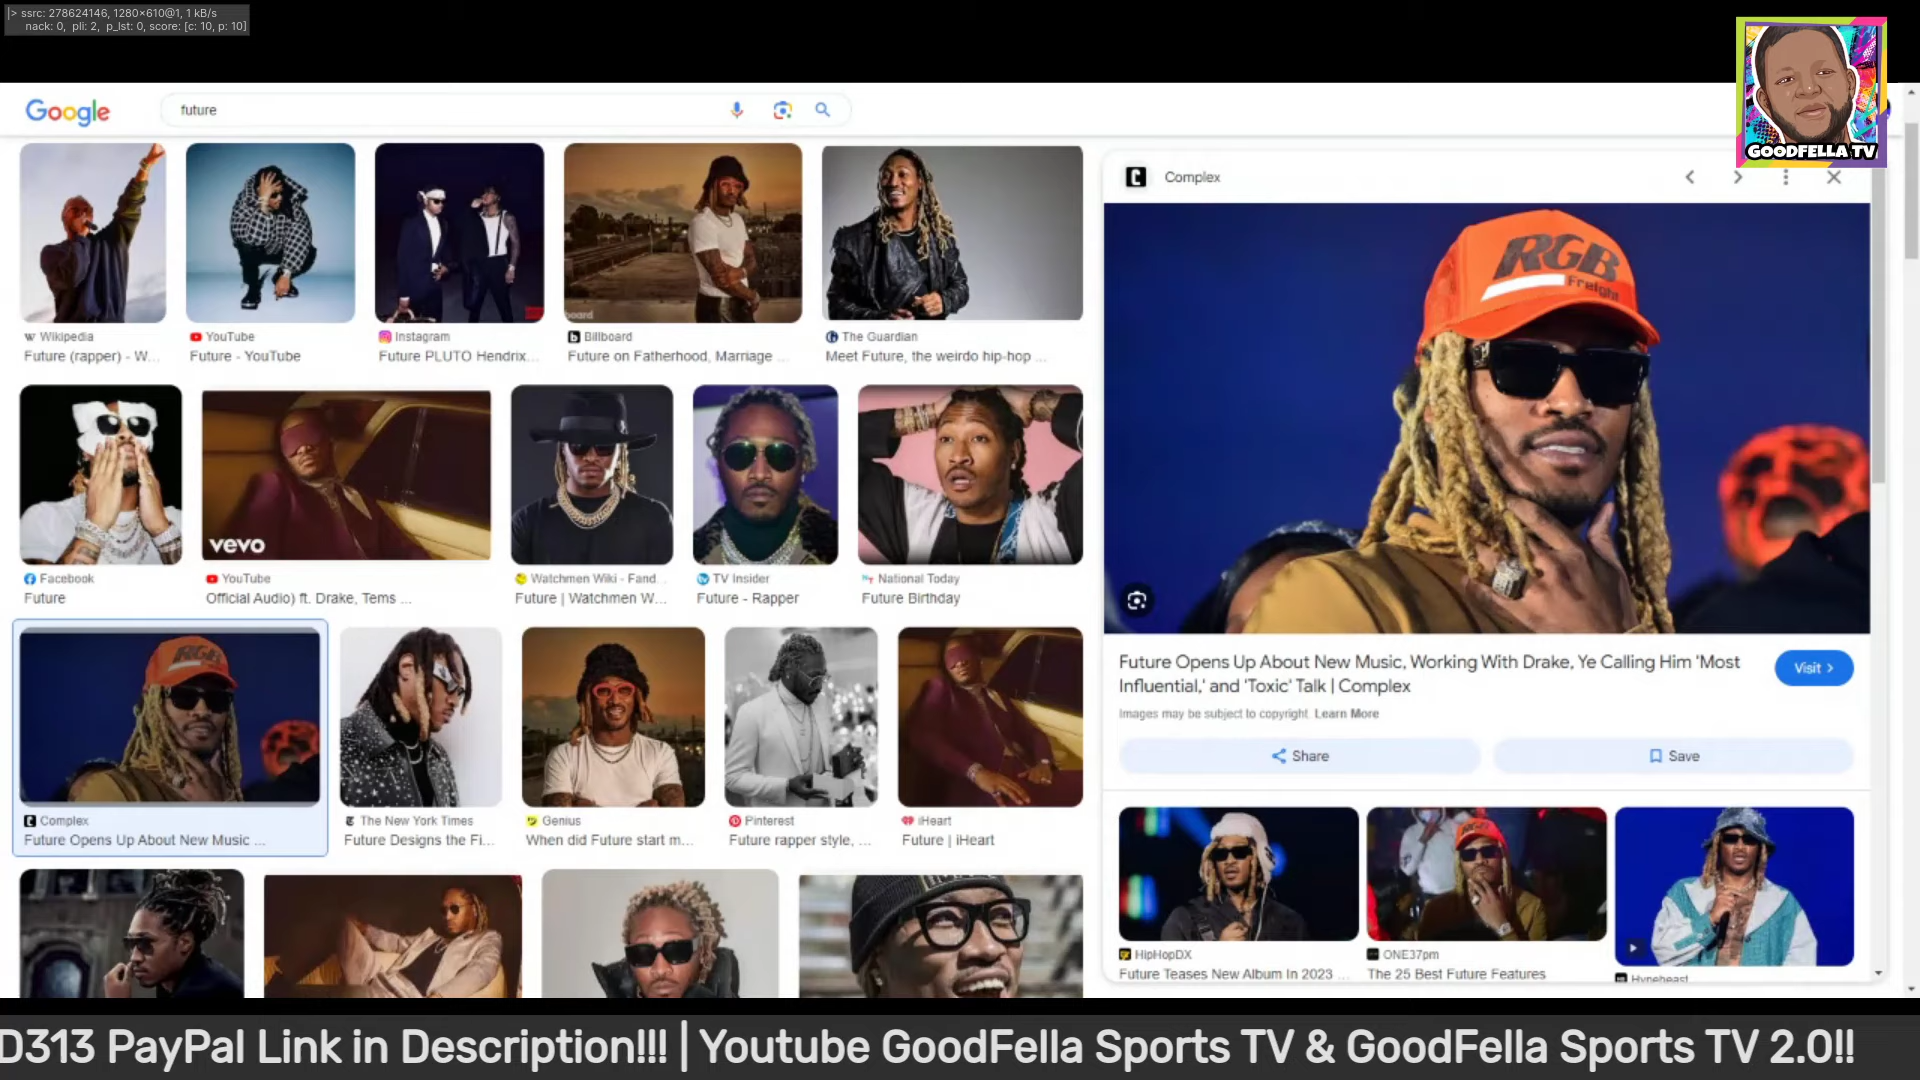 |> ssrc: 278624146, 1280×610@1, 1 kB/s
nack: 0, pli: 2, p_lst: 0, score: [c: 10, p: 10]
GOODFELLA TV
Google
future
Complex
RGB
Freight
Wikipedia
Future (rapper) - W...
YouTube
Future - YouTube
Instagram
Future PLUTO Hendrix...
board
Billboard
Future on Fatherhood, Marriage ...
The Guardian
Meet Future, the weirdo hip-hop ...
vevo
Facebook
Future
YouTube
Official Audio) ft. Drake, Tems ...
Watchmen Wiki - Fand...
Future | Watchmen W...
TV Insider
Future - Rapper
National Today
Future Birthday
RGB
Complex
Future Opens Up About New Music ...
The New York Times
Future Designs the Fi...
Genius
When did Future start m...
Pinterest
Future rapper style, ...
iHeart
Future | iHeart
Future Opens Up About New Music, Working With Drake, Ye Calling Him 'Most
Influential,' and 'Toxic' Talk | Complex
Visit >
Images may be subject to copyright. Learn More
Share
Save
HipHopDX
Future Teases New Album In 2023 ...
ONE37pm
The 25 Best Future Features
Hypebeast
D313 PayPal Link in Description!!! | Youtube GoodFella Sports TV & GoodFella Sports TV 2.0!!